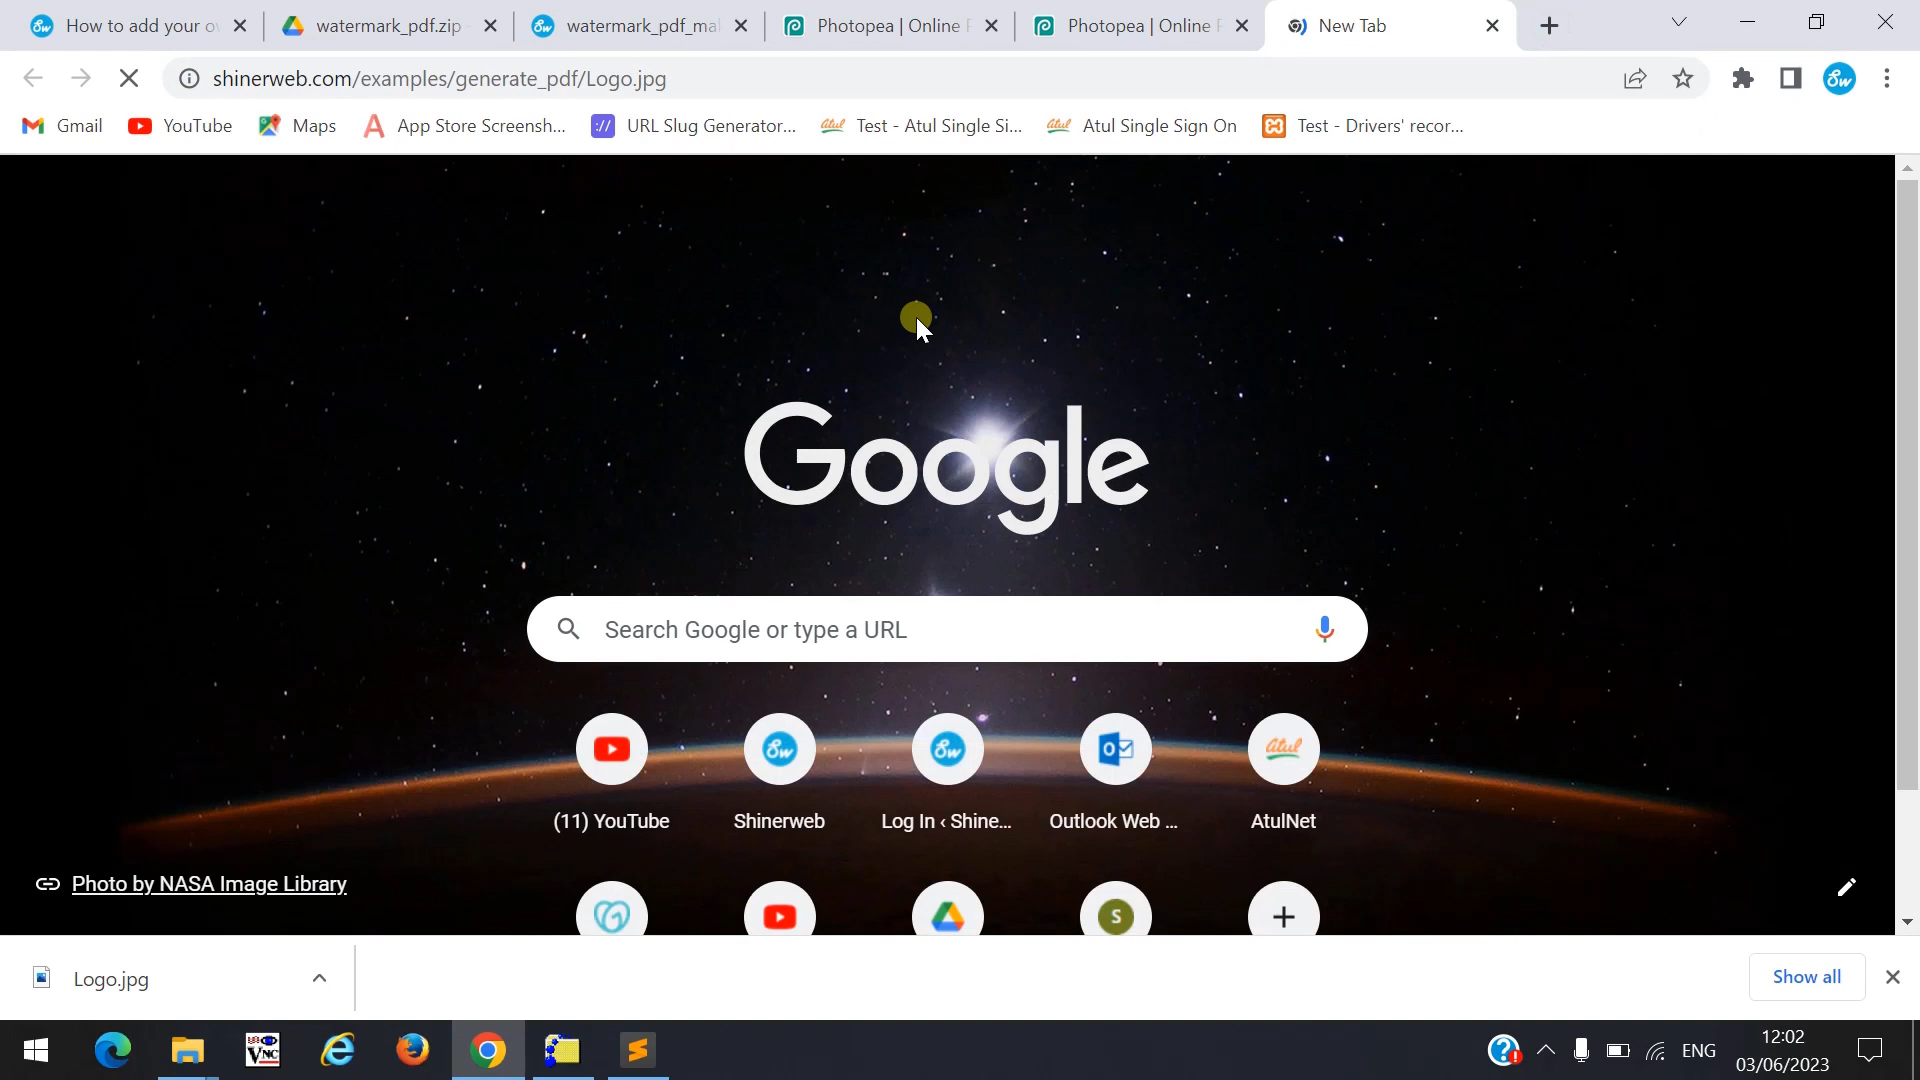 How to add your o
watermark_pdf.zip
watermark_pdf_mal
Photopea | Online P
Photopea | Online P
New Tab
shinerweb.com/examples/generate_pdf/Logo.jpg
Gmail
YouTube
Maps
App Store Screensh...
URL Slug Generator...
Test - Atul Single Si...
Atul Single Sign On
Test - Drivers' recor...
Google
Search Google or type a URL
(11) YouTube
Shinerweb
Log In ‹ Shine...
Outlook Web ...
AtulNet
S
Photo by NASA Image Library
Logo.jpg
Show all
ENG
12:02
03/06/2023